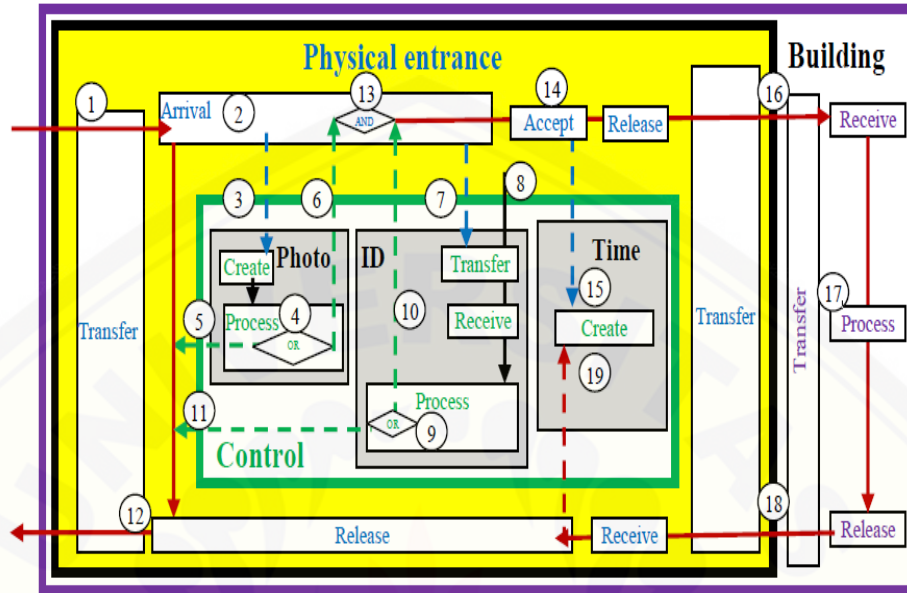 Physical entrance
Building
1
Arrival
2
13
AND
14
Accept
Release
16
Receive
3
6
7
8
Photo
ID
Time
Create
Transfer
15
Create
5
Process
4
OR
10
Receive
Transfer
Transfer
Transfer
17
Process
19
11
Process
OR
9
Control
12
Release
Receive
18
Release